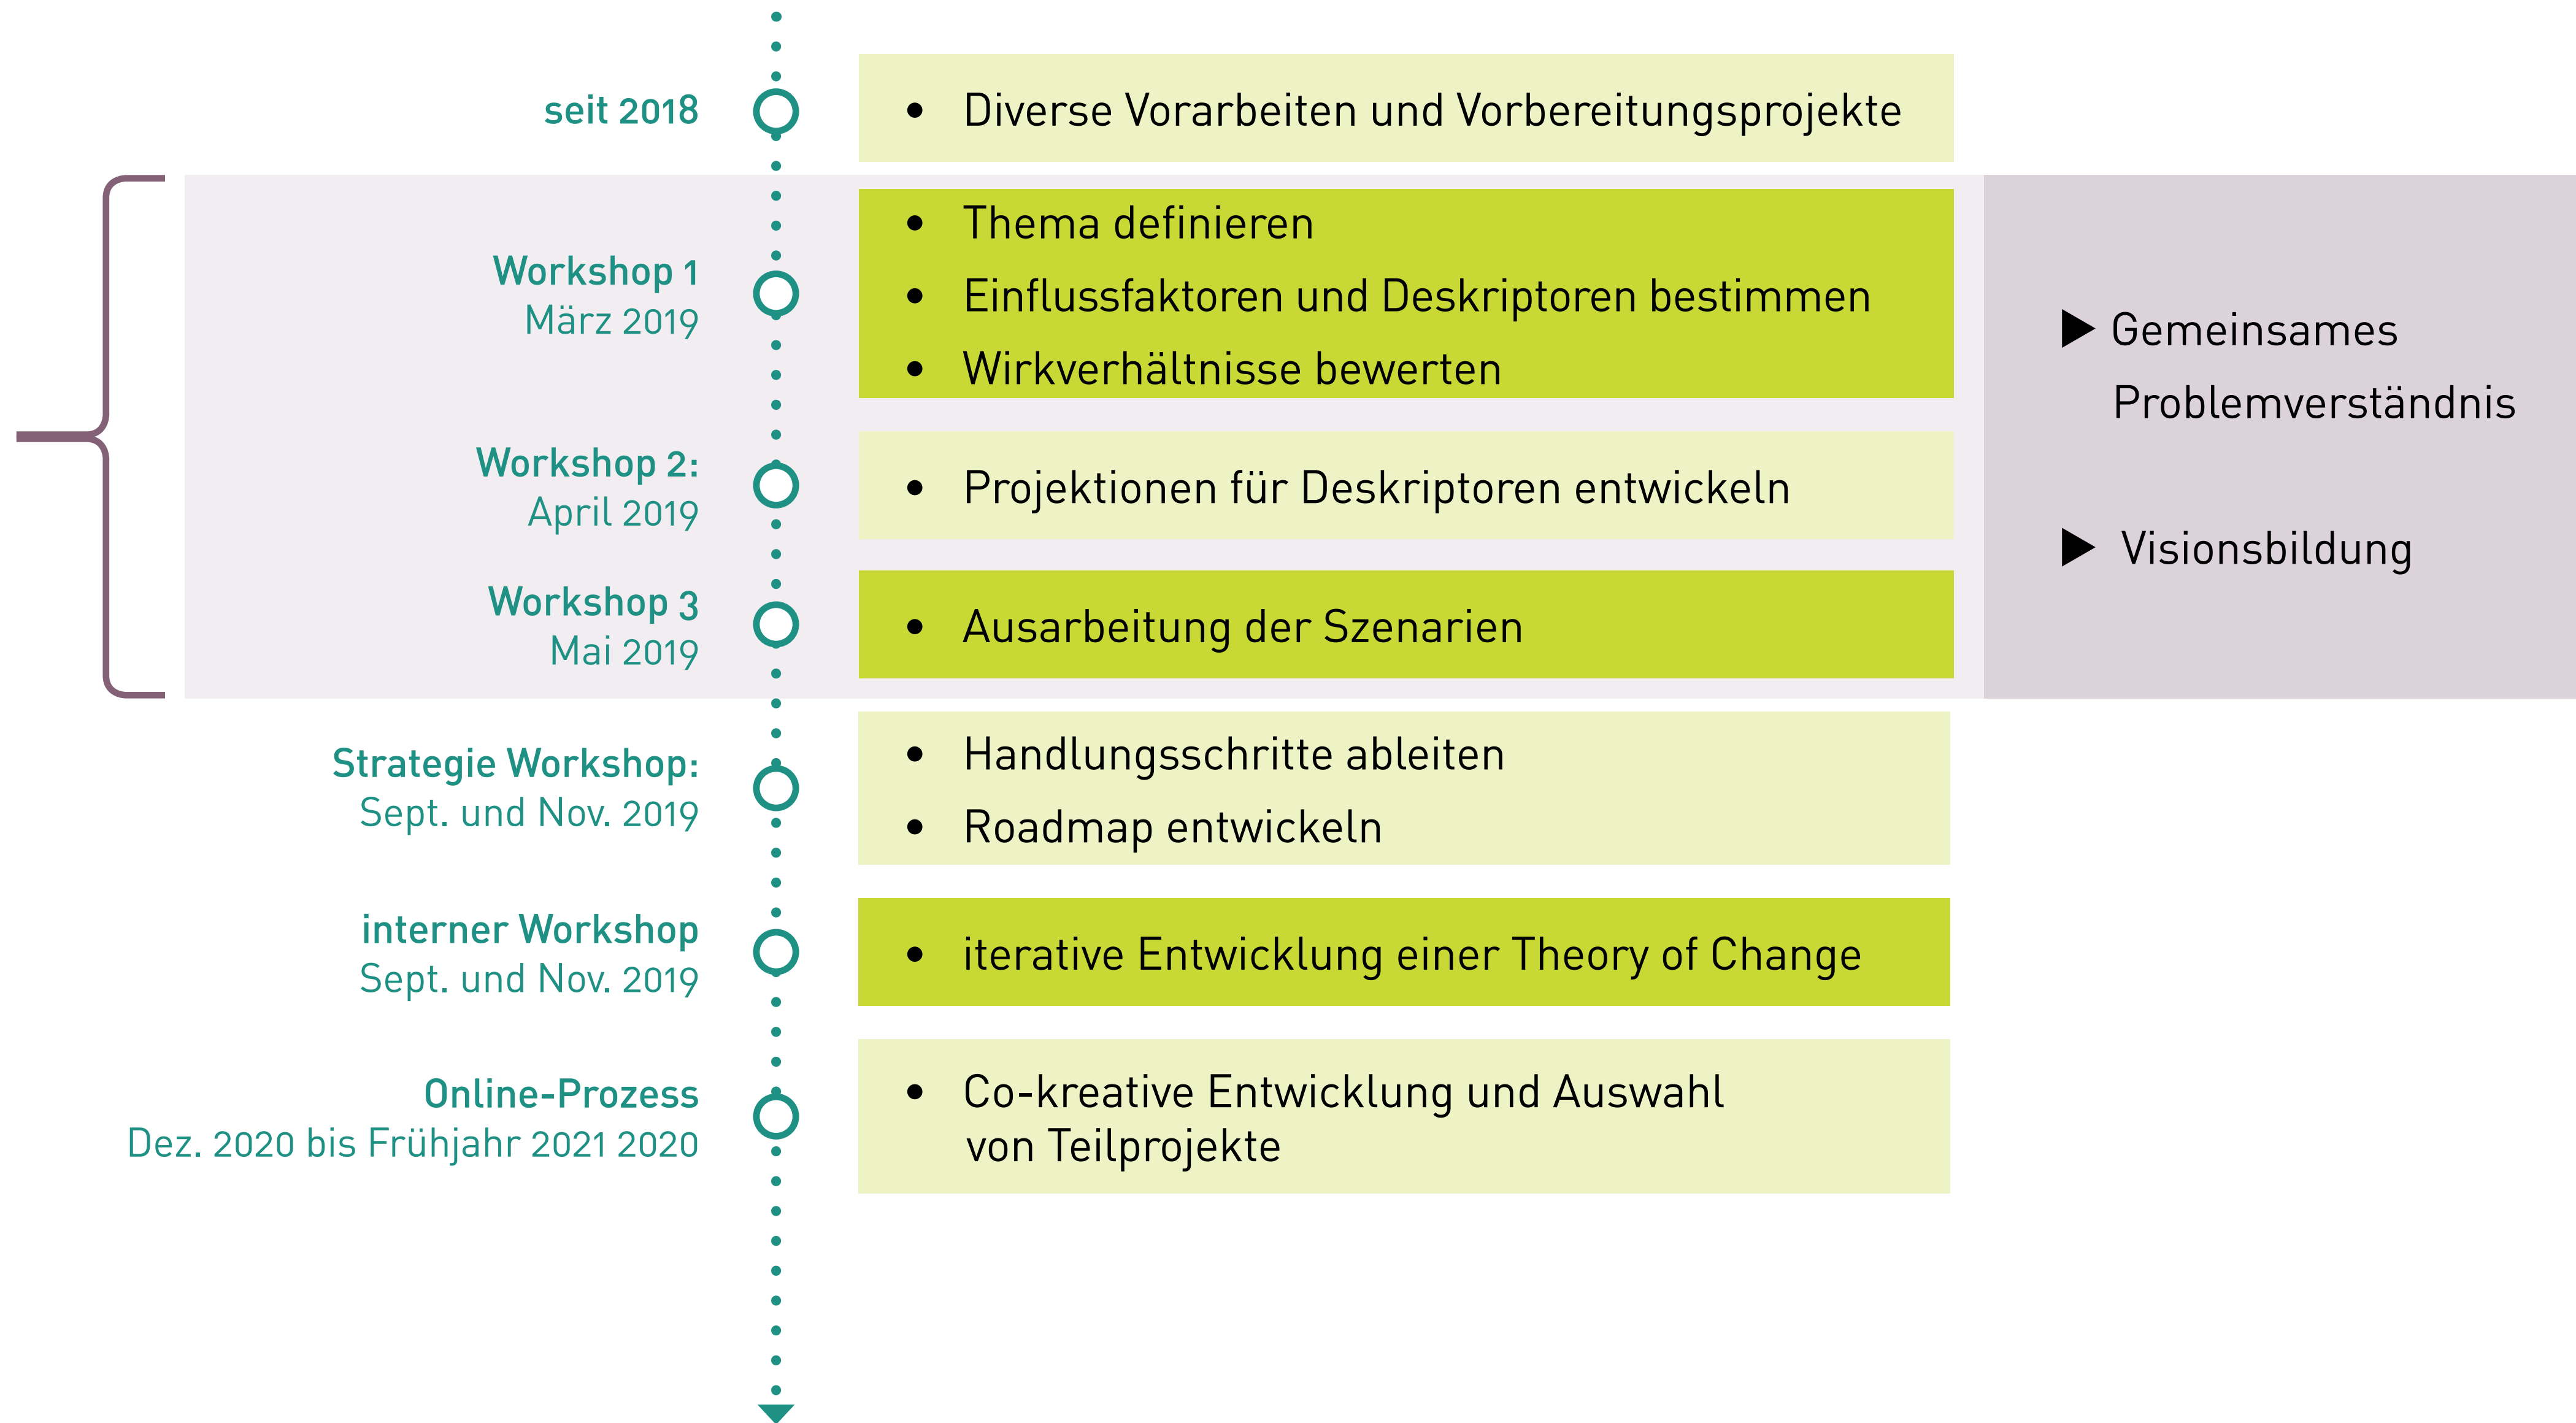 seit 2018
• Diverse Vorarbeiten und Vorbereitungsprojekte
Workshop 1
März 2019
• Thema definieren
• Einflussfaktoren und Deskriptoren bestimmen
• Wirkverhältnisse bewerten
Workshop 2:
April 2019
• Projektionen für Deskriptoren entwickeln
Workshop 3
Mai 2019
• Ausarbeitung der Szenarien
▶ Gemeinsames
Problemverständnis
▶ Visionsbildung
Strategie Workshop:
Sept. und Nov. 2019
• Handlungsschritte ableiten
• Roadmap entwickeln
interner Workshop
Sept. und Nov. 2019
• iterative Entwicklung einer Theory of Change
Online-Prozess
Dez. 2020 bis Frühjahr 2021 2020
• Co-kreative Entwicklung und Auswahl
von Teilprojekte